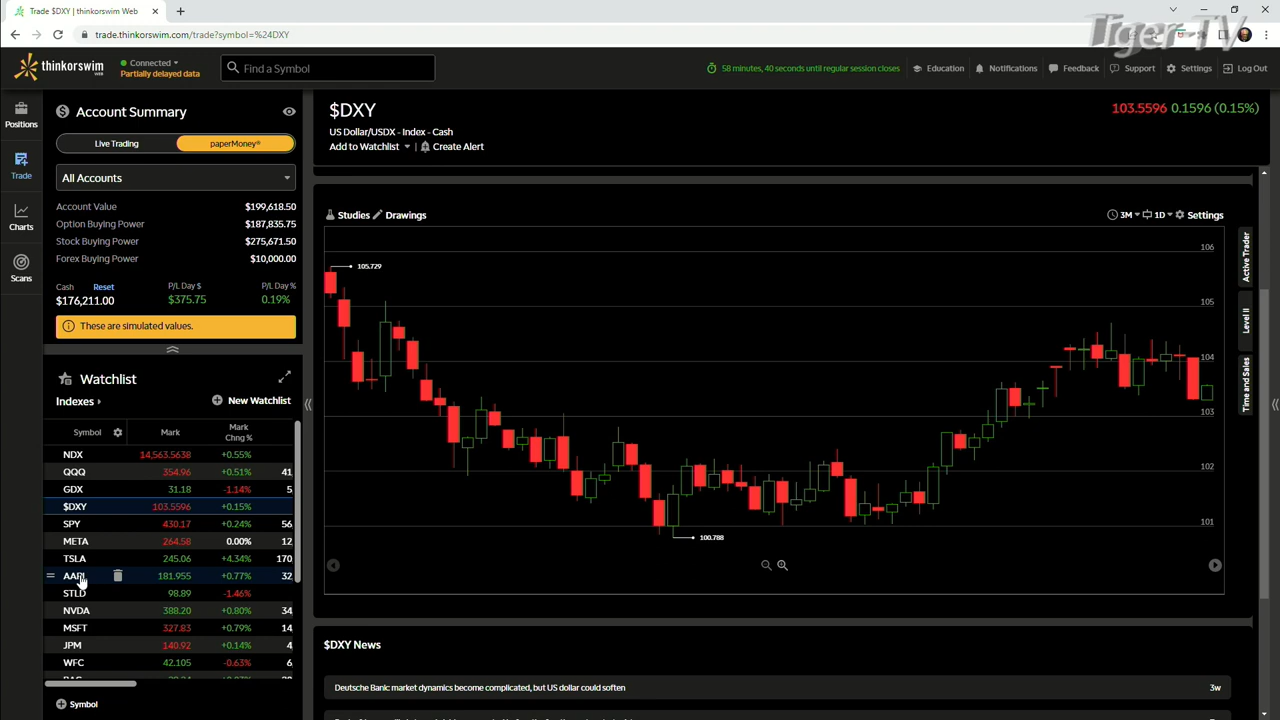 Trade $DXY | thinkorswim Web
trade.thinkorswim.com/trade?symbol=%24DXY
Tiger TV
thinkorswim WEB
Connected
Partially delayed data
Find a Symbol
58 minutes, 40 seconds until regular session closes
Education
Notifications
Feedback
Support
Settings
Log Out
Positions
Trade
Charts
Scans
Account Summary
Live Trading
paperMoney®
All Accounts
Account Value $199,618.50
Option Buying Power $187,835.75
Stock Buying Power $275,671.50
Forex Buying Power $10,000.00
Cash Reset P/L Day $ P/L Day %
$176,211.00 $375.75 0.19%
These are simulated values.
Watchlist
Indexes New Watchlist
Symbol Mark Mark Chng %
NDX 14,563.5638 +0.55%
QQQ 354.96 +0.51% 41
GDX 31.18 -1.14% 5
$DXY 103.5596 +0.15%
SPY 430.17 +0.24% 56
META 264.58 0.00% 12
TSLA 245.06 +4.34% 170
181.955 +0.77% 32
STLD 98.89 -1.46%
NVDA 388.20 +0.80% 34
MSFT 327.83 +0.79% 14
JPM 140.92 +0.14% 4
WFC 42.105 -0.63% 6
Symbol
$DXY
103.5596 0.1596 (0.15%)
US Dollar/USDX - Index - Cash
Add to Watchlist | Create Alert
Studies Drawings
3M 1D Settings
105.729
100.788
106
105
104
103
102
101
Active Trader
Level II
Time and Sales
$DXY News
Deutsche Bank: market dynamics become complicated, but US dollar could soften 3w